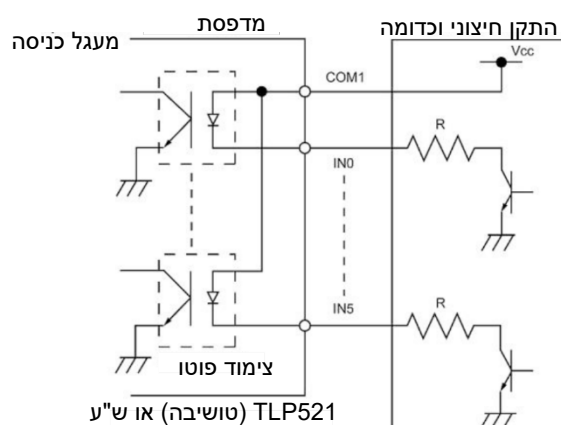 מדפסת
התקן חיצוני וכדומה
מעגל כניסה
Vcc
COM1
R
IN0
R
IN5
צימוד פוטו
TLP521 (טושיבה) או ש"ע